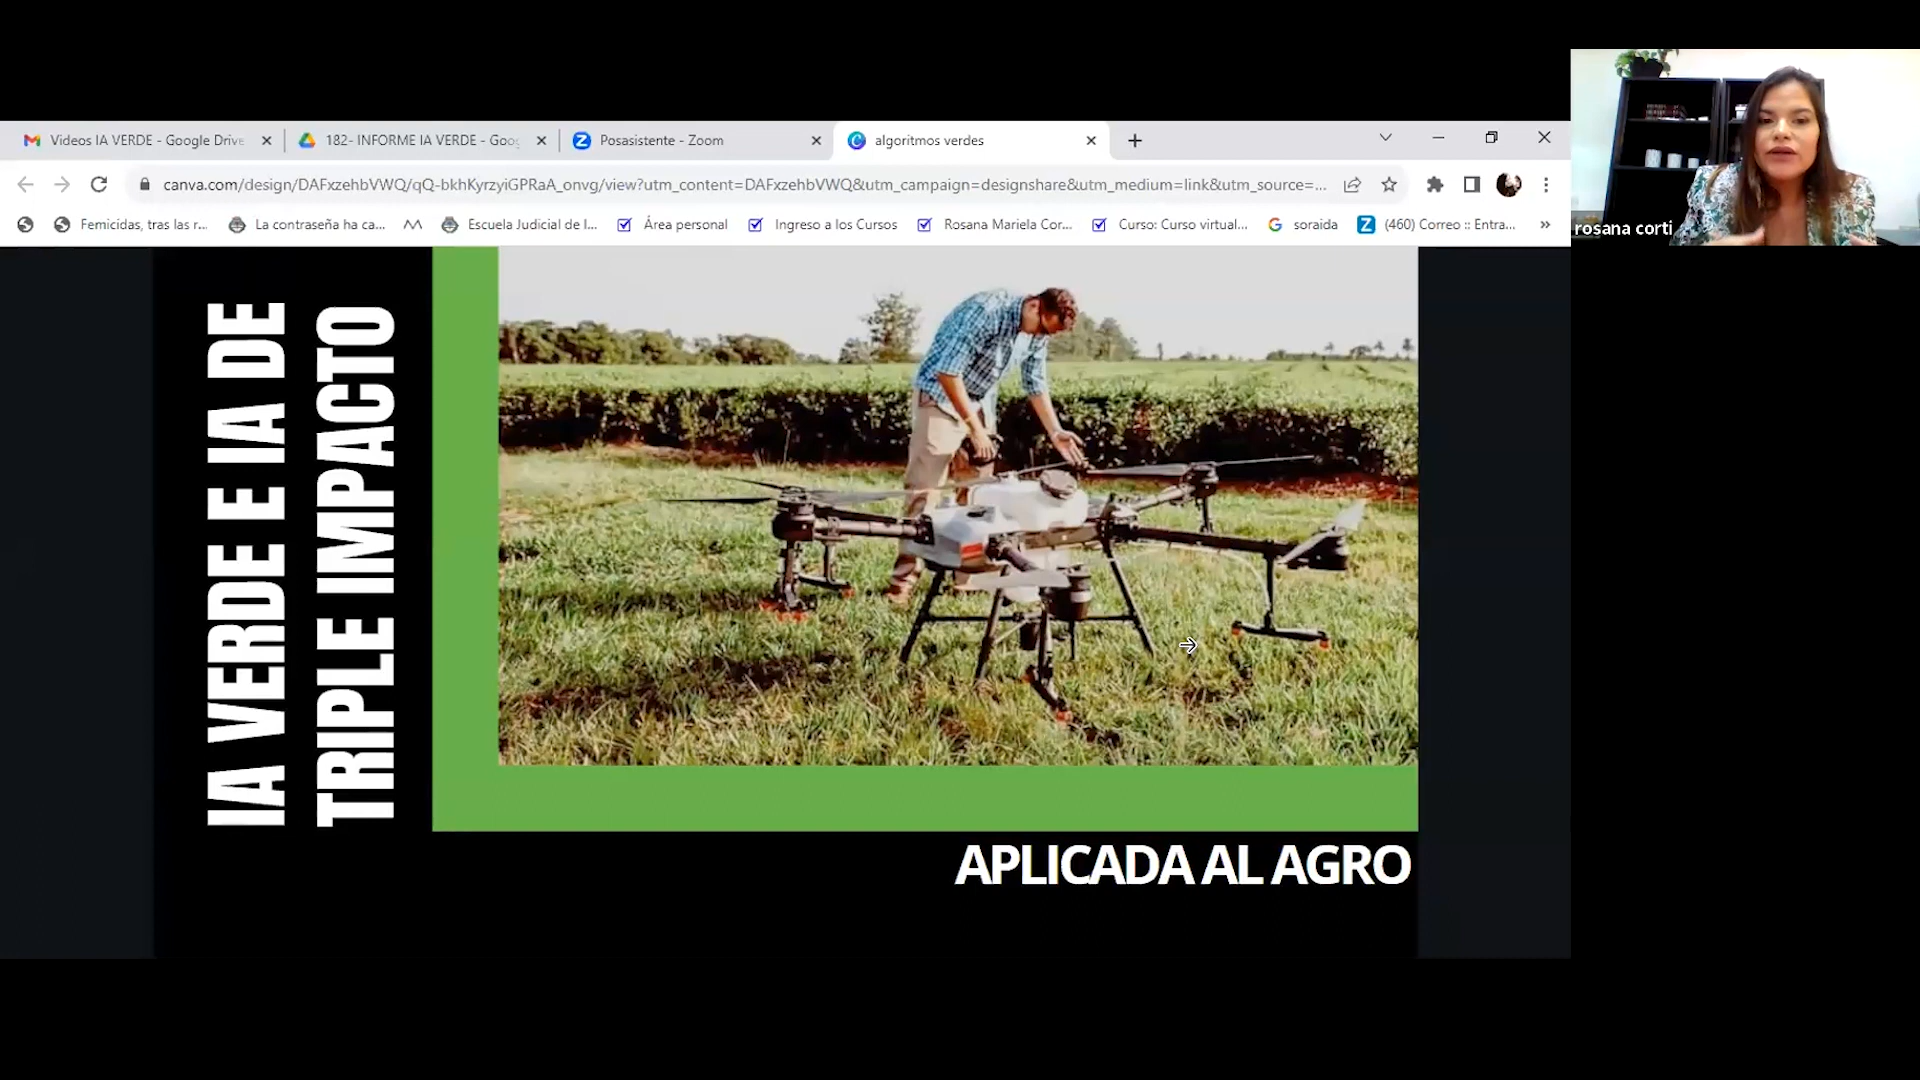 Videos IA VERDE - Google Drive
182- INFORME IA VERDE - Goog
Posasistente - Zoom
algoritmos verdes
canva.com/design/DAFxzehbVWQ/qQ-bkhKyrzyiGPRaA_onvg/view?utm_content=DAFxzehbVWQ&utm_campaign=designshare&utm_medium=link&utm_source=...
Femicidas, tras las r...
La contraseña ha ca...
Escuela Judicial de l...
Área personal
Ingreso a los Cursos
Rosana Mariela Cor...
Curso: Curso virtual...
soraida
(460) Correo :: Entra...
rosana corti
IA VERDE E IA DE
TRIPLE IMPACTO
APLICADA AL AGRO